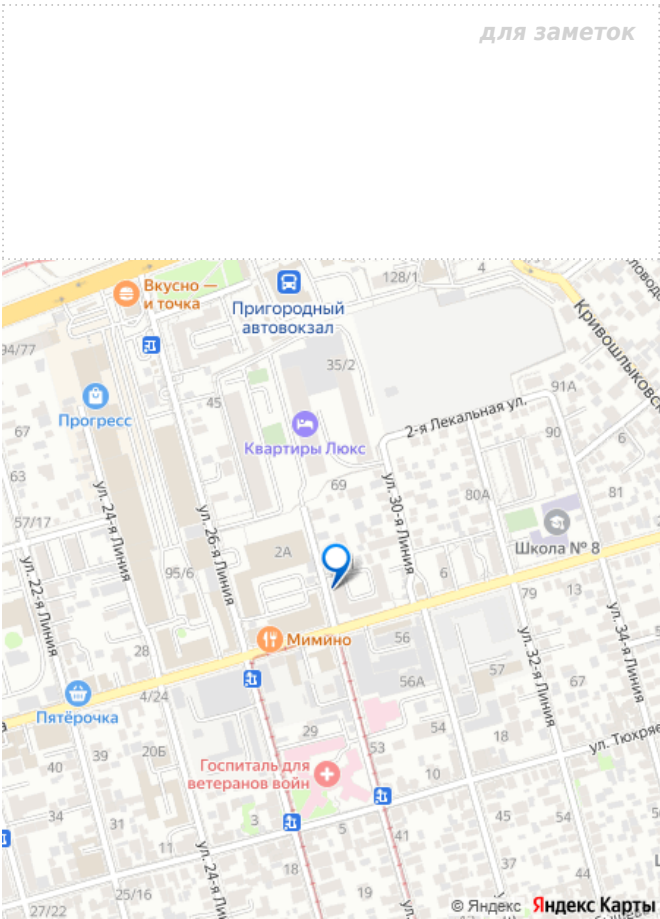 для заметок
128/1
4
Вкусно —
и точка
Пригородный
автовокзал
Кривошлыковс
94/77
35/2
91А
Прогресс
45
2-я Лекальная ул.
67
Квартиры Люкс
90
6
63
69
ул. 24-я Линия
ул. 26-я Линия
ул. 30-я Линия
80А
81
57/17
Школа № 8
2А
ул. 22-я Линия
95/6
6
79
13
56
Мимино
28
ул. 32-я Линия
ул. 34-я Линия
57
56А
67
4/24
Пятёрочка
54
18
29
53
ул. Тюхряе
20Б
39
40
Госпиталь для
ветеранов войн
10
34
31
3
5
41
45
54
11
37
ул. 24-я Ли
18
44
25/16
19
27/22
© Яндекс Яндекс Карты